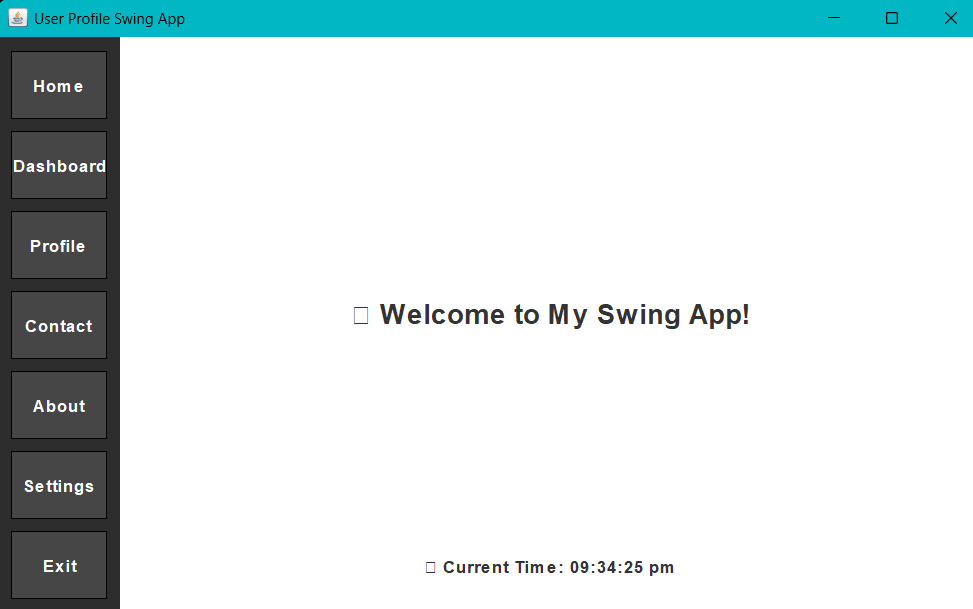 User Profile Swing App
Home
Dashboard
Profile
Contact
About
Settings
Exit
Welcome to My Swing App!
Current Time: 09:34:25 pm